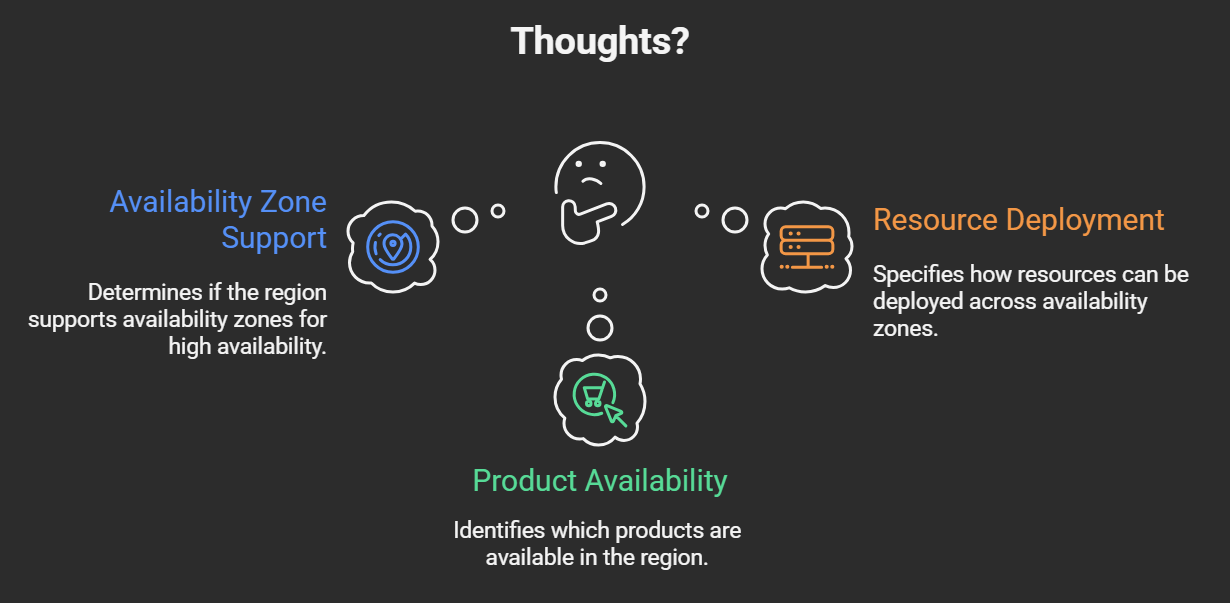 Thoughts?
Availability Zone
Support
Determines if the region
supports availability zones for
high availability.
Resource Deployment
Specifies how resources can be
deployed across availability
zones.
Product Availability
Identifies which products are
available in the region.